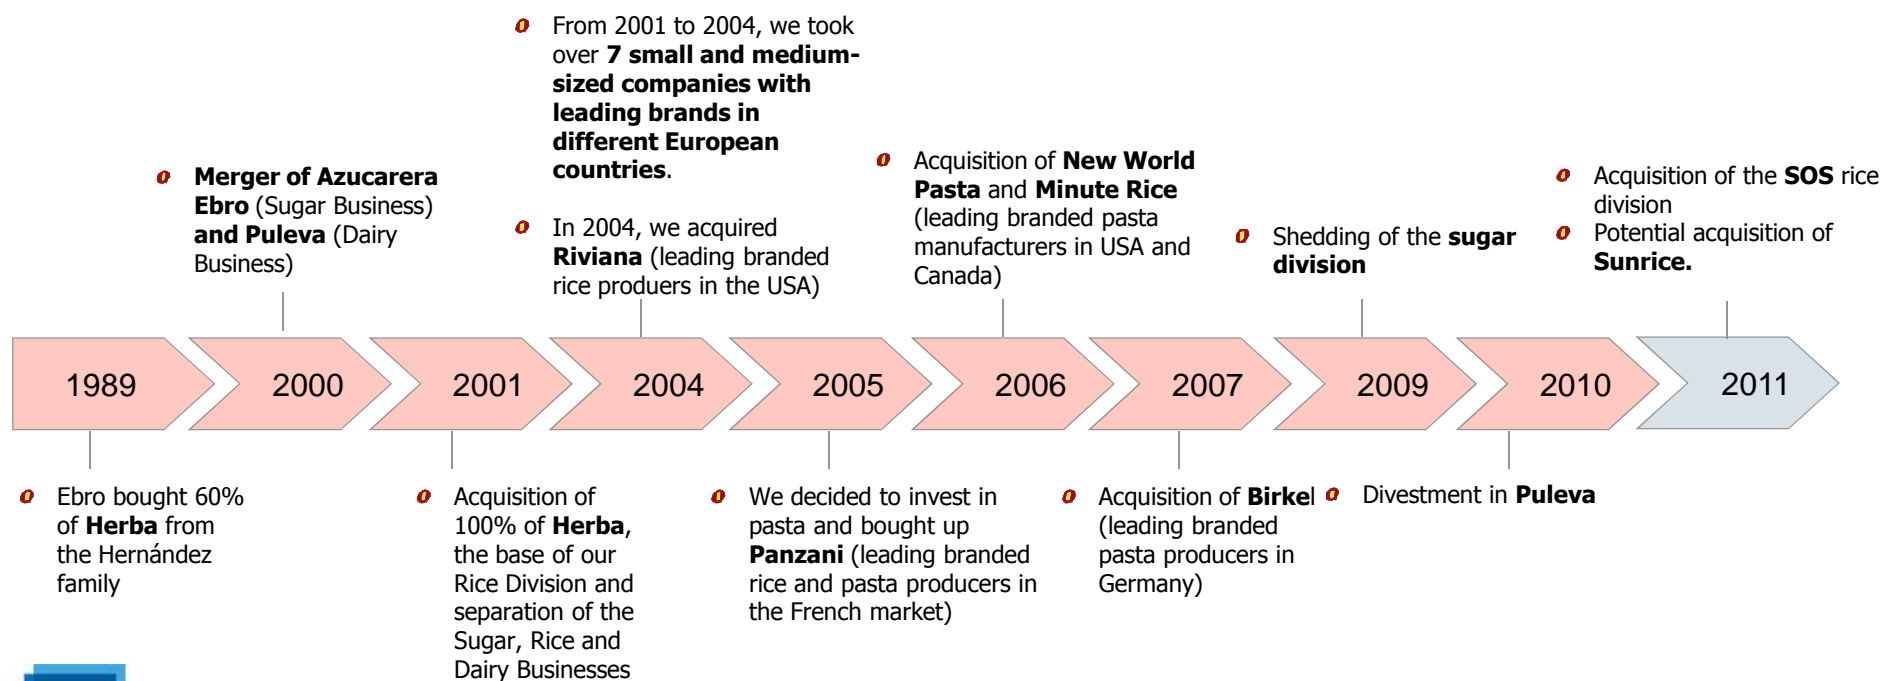 From 2001 to 2004, we took
over 7 small and medium-
sized companies with
leading brands in
different European
countries.
In 2004, we acquired
Riviana (leading branded
rice produers in the USA)
Merger of Azucarera
Ebro (Sugar Business)
and Puleva (Dairy
Business)
Acquisition of New World
Pasta and Minute Rice
(leading branded pasta
manufacturers in USA and
Canada)
Shedding of the sugar
division
Acquisition of the SOS rice
division
Potential acquisition of
Sunrice.
1989
2000
2001
2004
2005
2006
2007
2009
2010
2011
Ebro bought 60%
of Herba from
the Hernández
family
Acquisition of
100% of Herba,
the base of our
Rice Division and
separation of the
Sugar, Rice and
Dairy Businesses
We decided to invest in
pasta and bought up
Panzani (leading branded
rice and pasta producers in
the French market)
Acquisition of Birkel
(leading branded
pasta producers in
Germany)
Divestment in Puleva